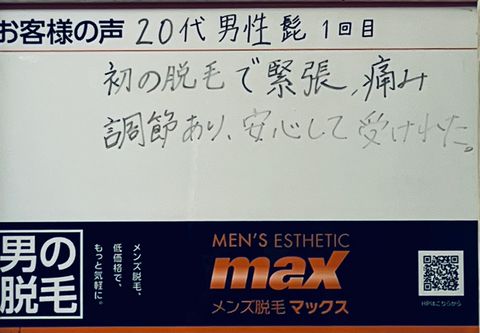 お客様の声 20代 男性 髭 1回目
初の脱毛で緊張、痛み
調節あり、安心して受けれた。
男の
脱毛
メンズ脱毛、
低価格で、
もっと気軽に。
MEN'S ESTHETIC
max
メンズ脱毛 マックス
HPはこちらから